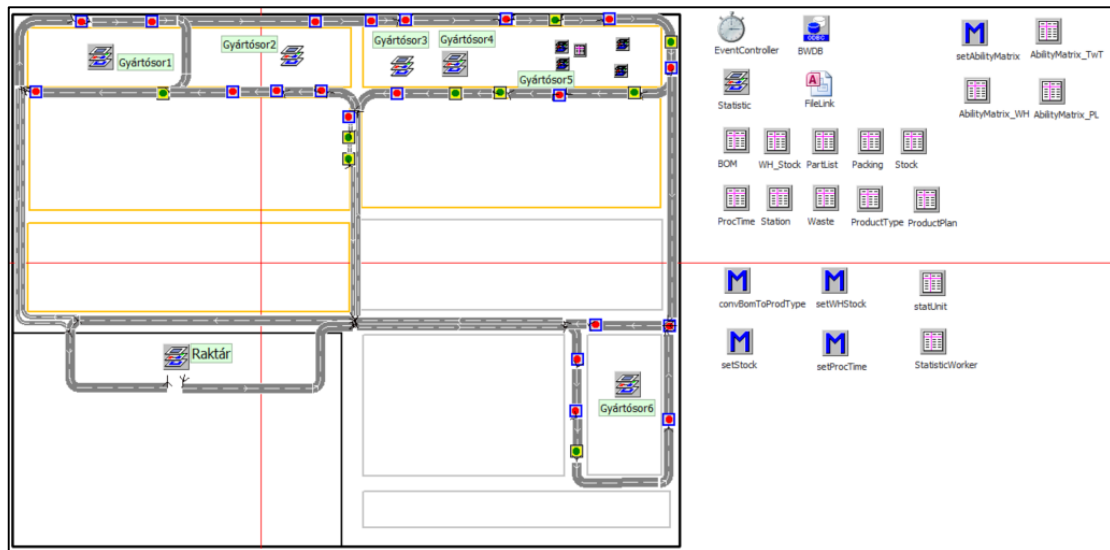 Gyártósor1
Gyártósor2
Gyártósor3
Gyártósor4
Gyártósor5
Raktár
Gyártósor6
EventController
BWDB
ODBC
setAbilityMatrix
AbilityMatrix_TwT
Statistic
FileLink
AbilityMatrix_WH
AbilityMatrix_PL
BOM
WH_Stock
PartList
Packing
Stock
ProcTime
Station
Waste
ProductType
ProductPlan
convBomToProdType
setWHStock
statUnit
setStock
setProcTime
StatisticWorker